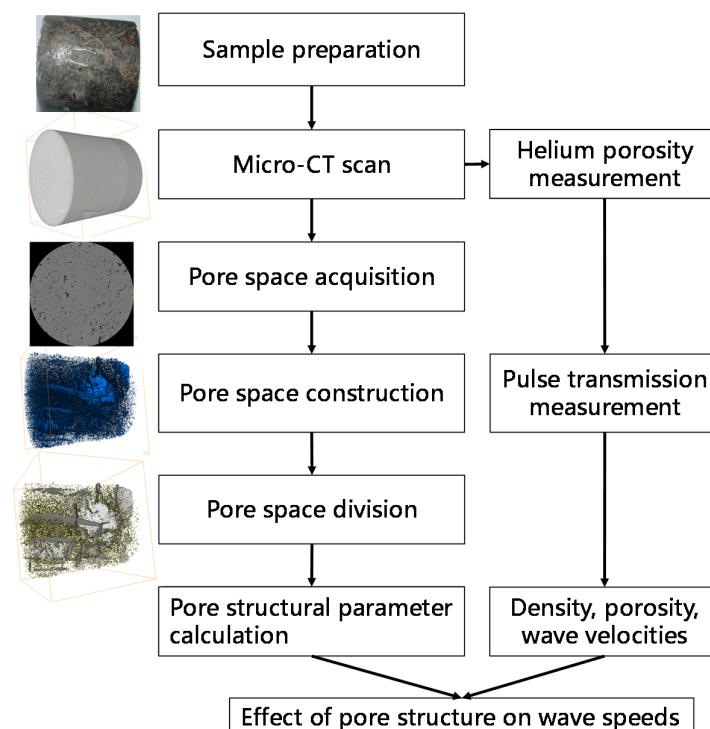 Sample preparation
Micro-CT scan
Helium porosity
measurement
Pore space acquisition
Pore space construction
Pulse transmission
measurement
Pore space division
Pore structural parameter
calculation
Density, porosity,
wave velocities
Effect of pore structure on wave speeds